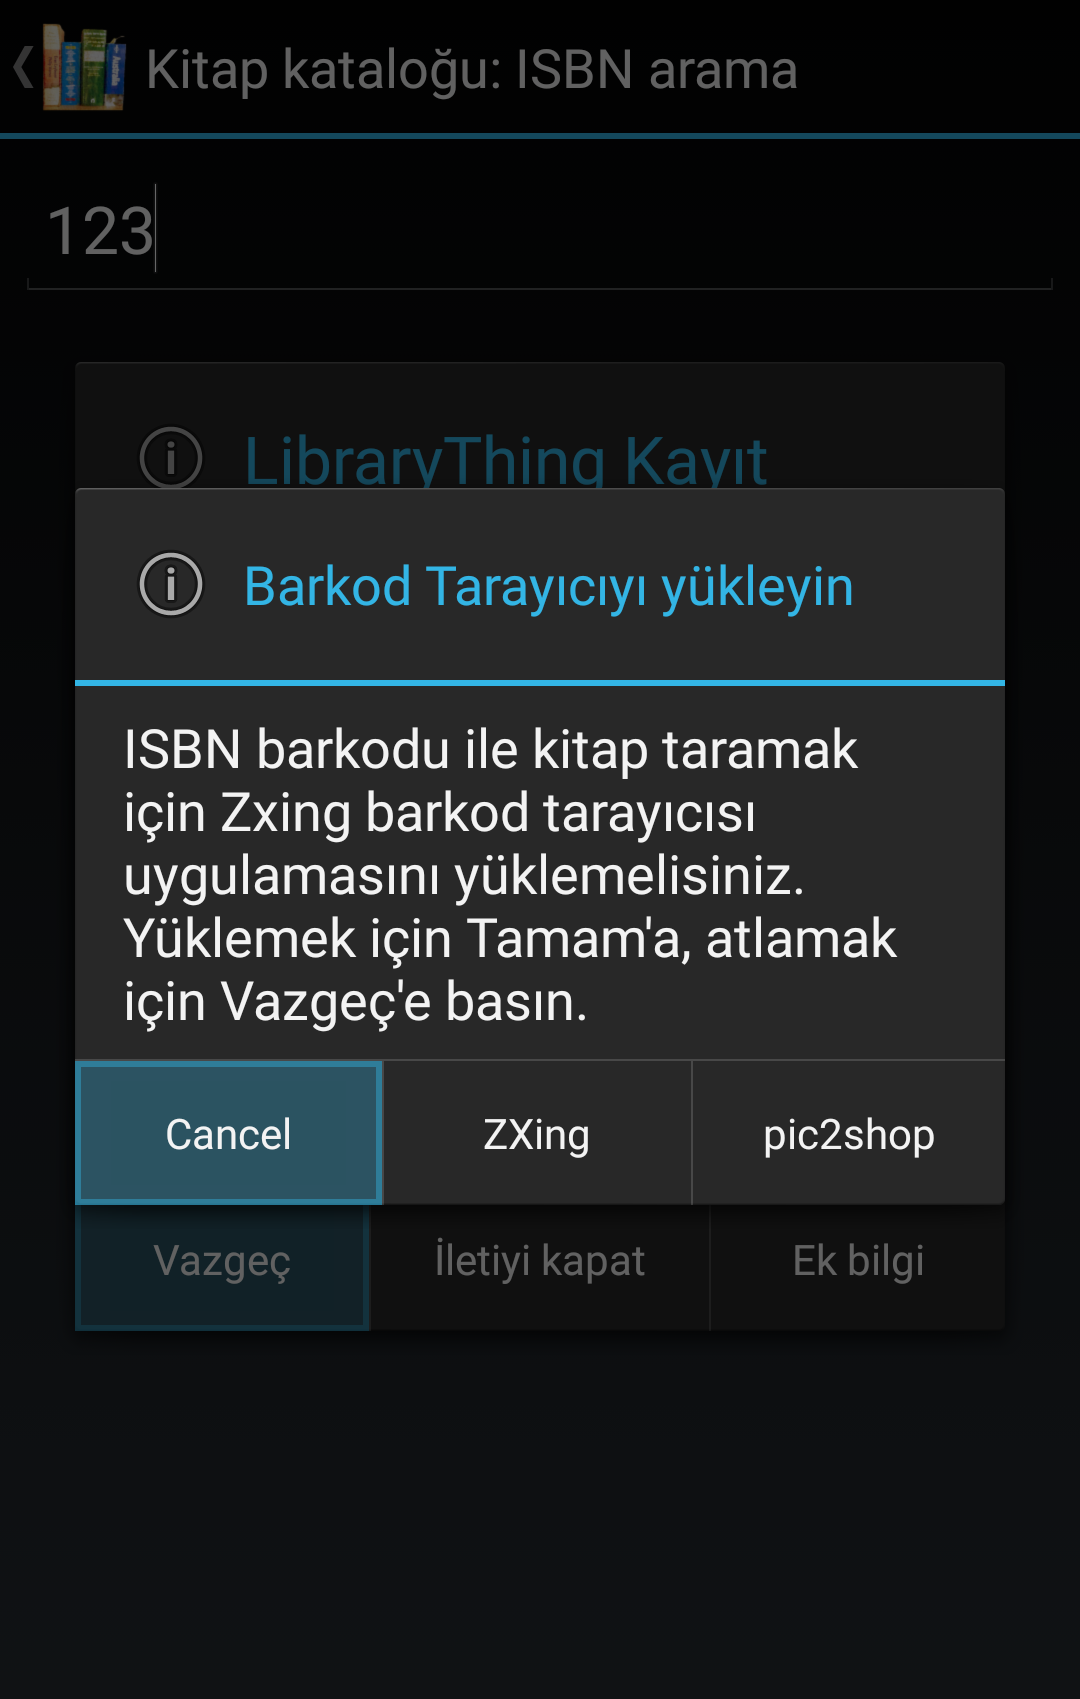 Kitap kataloğu: ISBN arama
123
LibraryThing Kayıt
Barkod Tarayıcıyı yükleyin
ISBN barkodu ile kitap taramak
için Zxing barkod tarayıcısı
uygulamasını yüklemelisiniz.
Yüklemek için Tamam'a, atlamak
için Vazgeç'e basın.
Cancel
ZXing
pic2shop
Vazgeç
İletiyi kapat
Ek bilgi